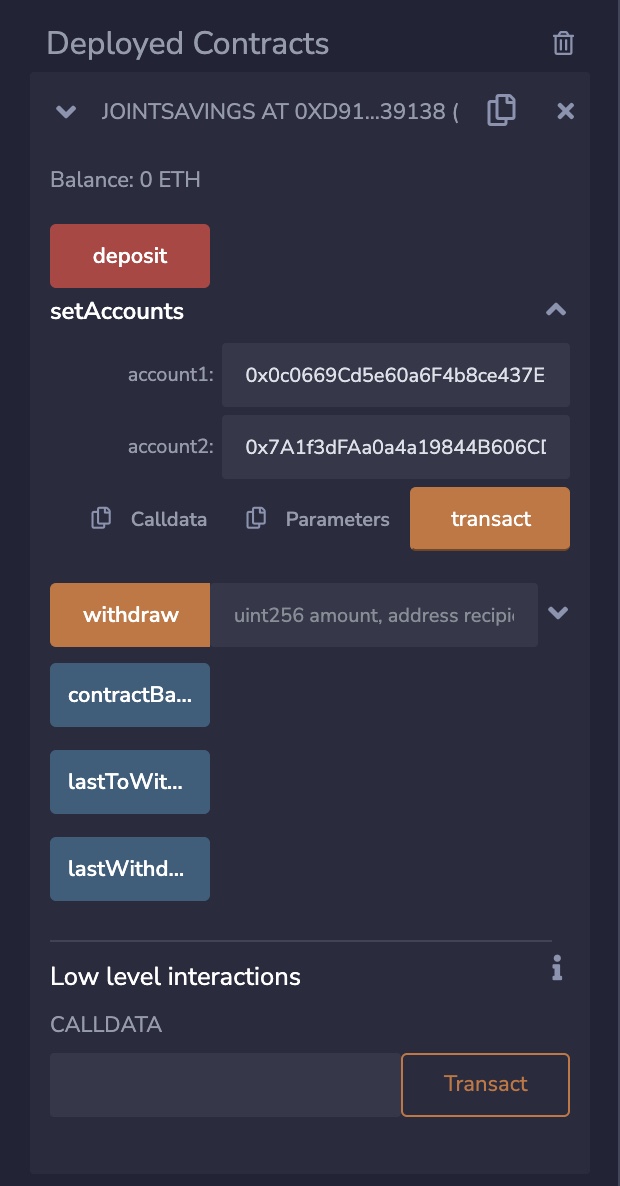 Deployed Contracts
JOINTSAVINGS AT 0XD91...39138 (
Balance: 0 ETH
deposit
setAccounts
account1: 0x0c0669Cd5e60a6F4b8ce437E
account2: 0x7A1f3dFAa0a4a19844B606CD
Calldata Parameters transact
withdraw uint256 amount, address recipi
contractBa...
lastToWit...
lastWithd...
Low level interactions
CALLDATA
Transact